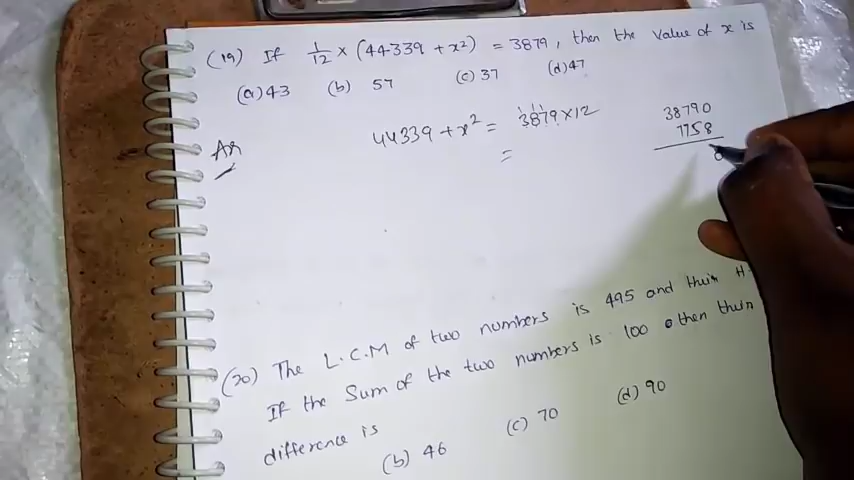 (19) If 1/12 × (44339 + x²) = 3879, then the value of x is
(a) 43 (b) 57 (c) 37 (d) 47
Ans
44339 + x² = 3879 × 12
=
38790
7758
8
(20) The L.C.M of two numbers is 495 and their H
If the Sum of the two numbers is 100 then their
difference is
(b) 46 (c) 70 (d) 90